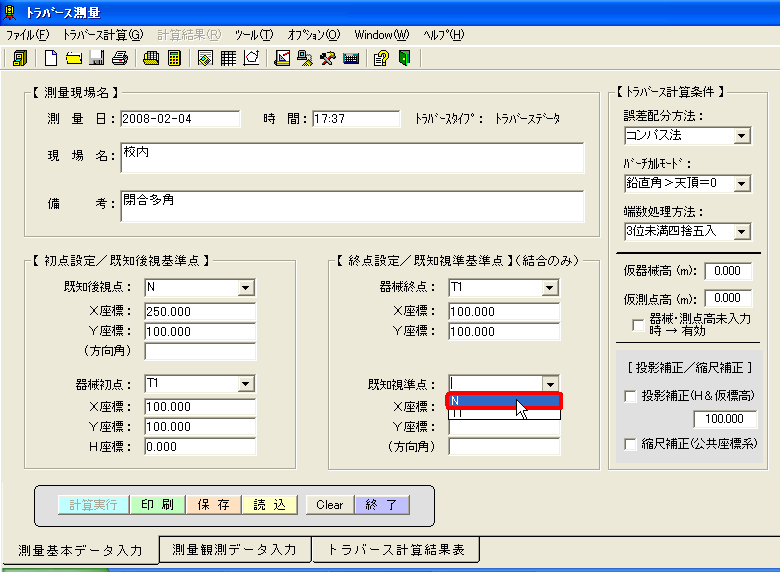 トラバース測量
ファイル(F) トラバース計算(G) 計算結果(R) ツール(T) オプション(O) Window(W) ヘルプ(H)
【 測量現場名 】
測 量 日： 2008-02-04 時 間： 17:37 トラバースタイプ： トラバースデータ
現 場 名： 校内
備 考： 閉合多角
【 初点設定／既知後視基準点 】
既知後視点： N
X座標： 250.000
Y座標： 100.000
(方向角)
器械初点： T1
X座標： 100.000
Y座標： 100.000
H座標： 0.000
【 終点設定／既知視準基準点 】(結合のみ)
器械終点： T1
X座標： 100.000
Y座標： 100.000
既知視準点：
N
X座標： T1
Y座標：
(方向角)
【 トラバース計算条件 】
誤差配分方法：
コンパス法
バーチカルモード：
鉛直角＞天頂＝0
端数処理方法：
3位未満四捨五入
仮器械高 (m)： 0.000
仮測点高 (m)： 0.000
器械・測点高未入力
時 → 有効
[ 投影補正／縮尺補正 ]
投影補正(H＆仮標高)
100.000
縮尺補正(公共座標系)
計算実行 印 刷 保 存 読 込 Clear 終 了
測量基本データ入力 測量観測データ入力 トラバース計算結果表